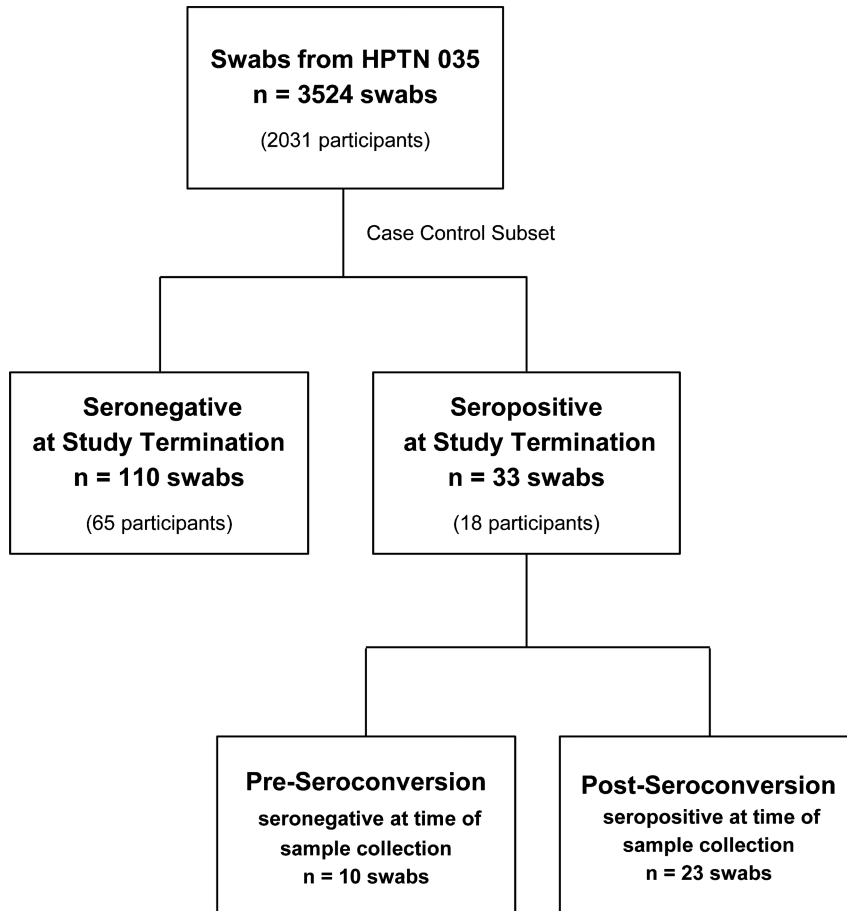 Swabs from HPTN 035
n = 3524 swabs
(2031 participants)
Case Control Subset
Seronegative
at Study Termination
n = 110 swabs
(65 participants)
Seropositive
at Study Termination
n = 33 swabs
(18 participants)
Pre-Seroconversion
seronegative at time of
sample collection
n = 10 swabs
Post-Seroconversion
seropositive at time of
sample collection
n = 23 swabs